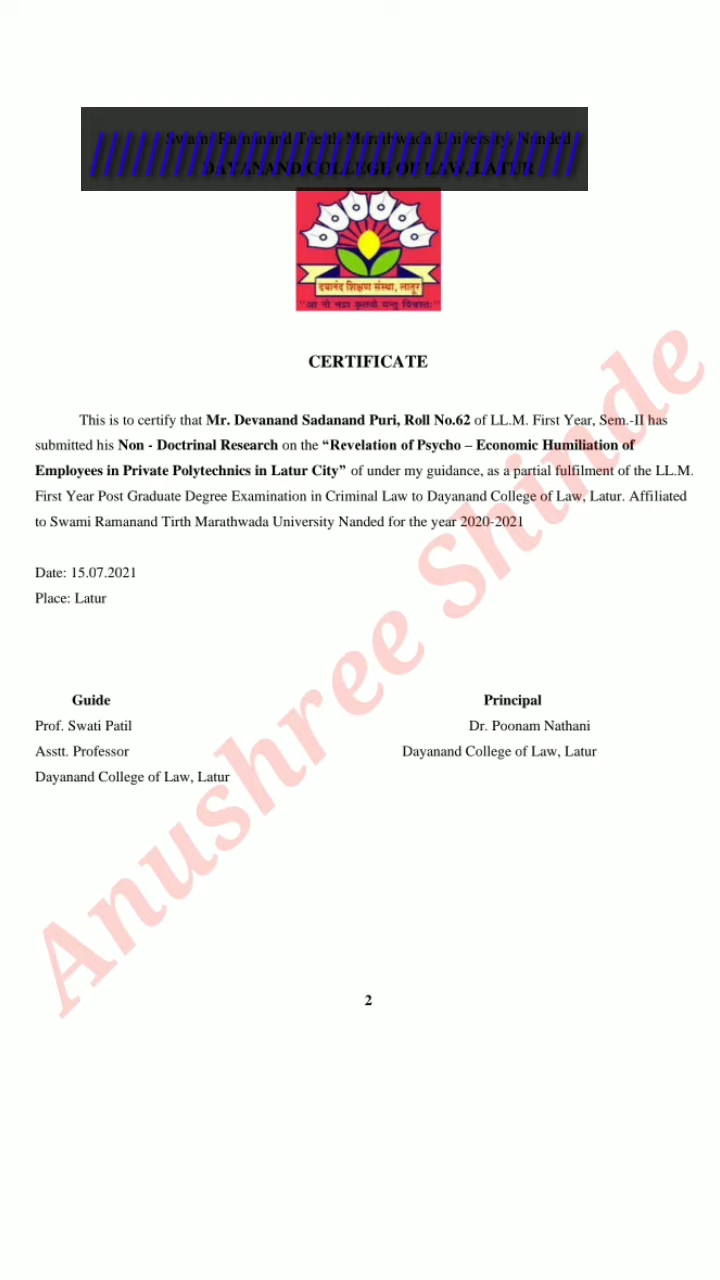 Swami Ramanand Teerth Marathwada University, Nanded
DAYANAND COLLEGE OF LAW, LATUR
दयानंद शिक्षण संस्था, लातूर
"आ नो भद्रा कृतवो यन्तु विश्वतः"
CERTIFICATE
This is to certify that Mr. Devanand Sadanand Puri, Roll No.62 of LL.M. First Year, Sem.-II has
submitted his Non - Doctrinal Research on the “Revelation of Psycho – Economic Humiliation of
Employees in Private Polytechnics in Latur City” of under my guidance, as a partial fulfilment of the LL.M.
First Year Post Graduate Degree Examination in Criminal Law to Dayanand College of Law, Latur. Affiliated
to Swami Ramanand Tirth Marathwada University Nanded for the year 2020-2021
Date: 15.07.2021
Place: Latur
Guide Principal
Prof. Swati Patil Dr. Poonam Nathani
Asstt. Professor Dayanand College of Law, Latur
Dayanand College of Law, Latur
Anushree Shinde
2